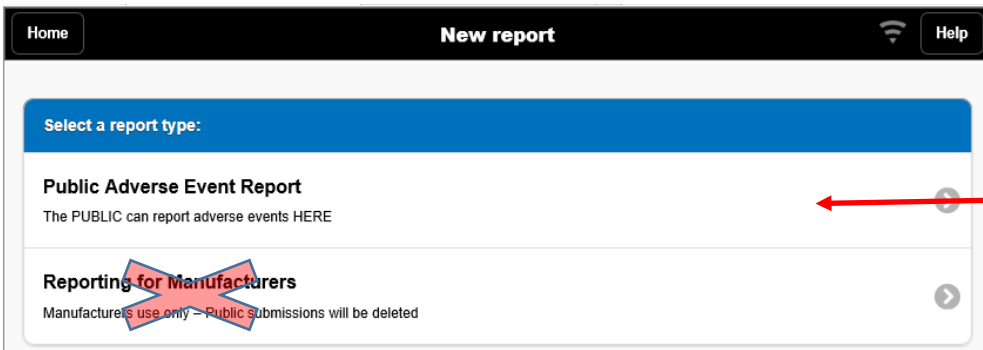 Home
New report
Help
Select a report type:
Public Adverse Event Report
The PUBLIC can report adverse events HERE
Reporting for Manufacturers
Manufacturers use only – Public submissions will be deleted